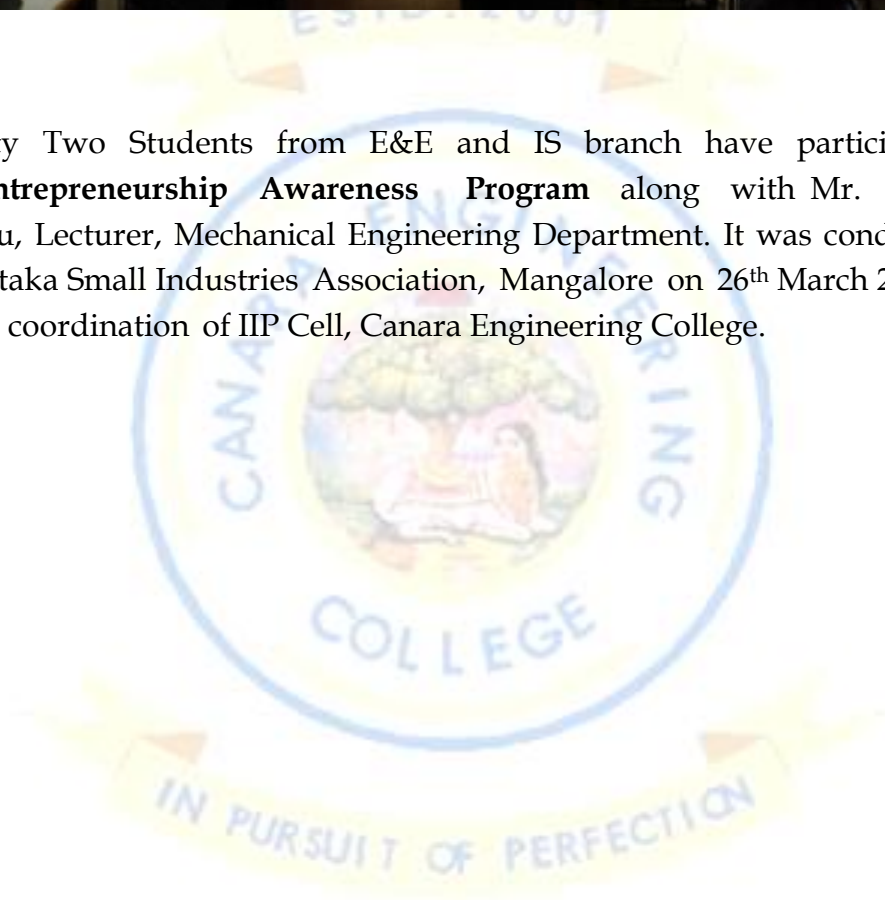 ESTD. 2001
y Two Students from E&E and IS branch have partici
ntrepreneurship Awareness Program along with Mr.
u, Lecturer, Mechanical Engineering Department. It was cond
taka Small Industries Association, Mangalore on 26th March 2
coordination of IIP Cell, Canara Engineering College.
CANARA ENGINEERING
COLLEGE
IN PURSUIT OF PERFECTION